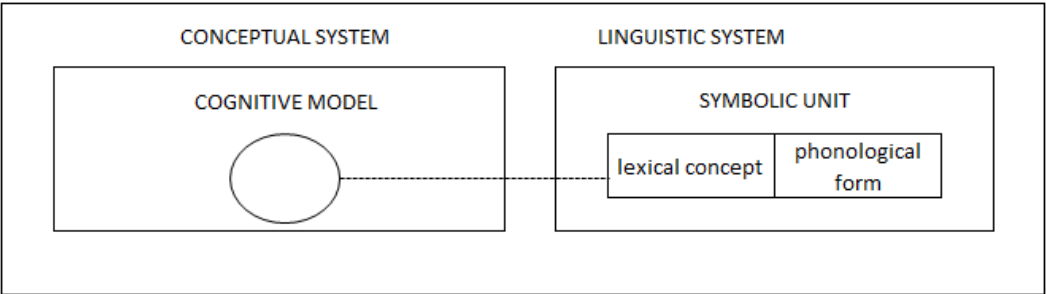 CONCEPTUAL SYSTEM
LINGUISTIC SYSTEM
COGNITIVE MODEL
SYMBOLIC UNIT
lexical concept
phonological
form